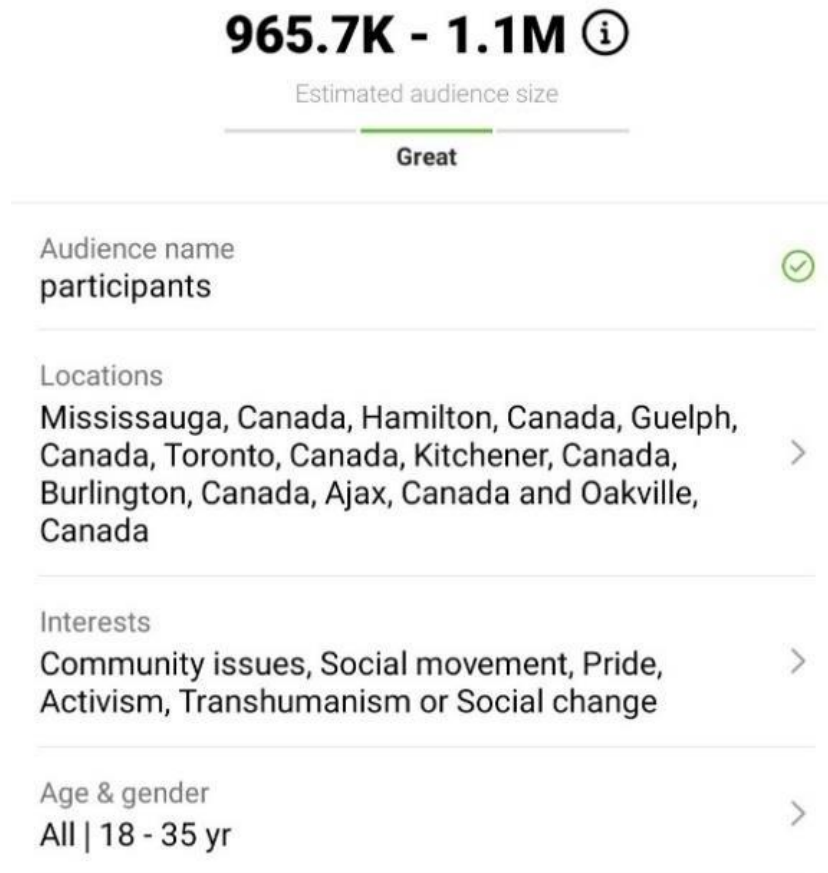 965.7K - 1.1M
Estimated audience size
Great
Audience name
participants
Locations
Mississauga, Canada, Hamilton, Canada, Guelph,
Canada, Toronto, Canada, Kitchener, Canada,
Burlington, Canada, Ajax, Canada and Oakville,
Canada
Interests
Community issues, Social movement, Pride,
Activism, Transhumanism or Social change
Age & gender
All | 18 - 35 yr